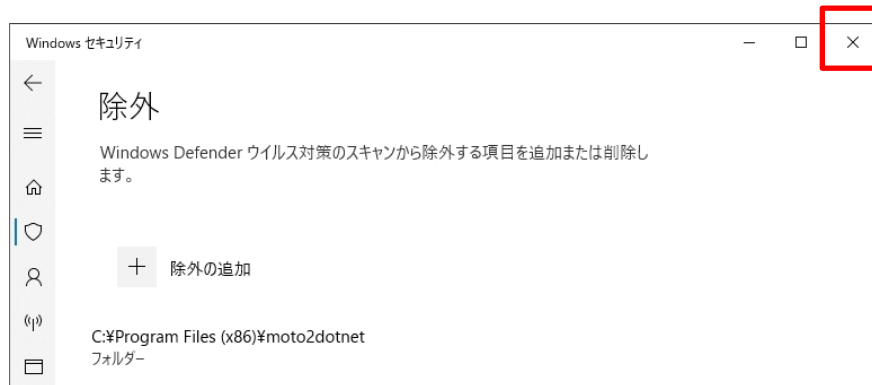 Windows セキュリティ
除外
Windows Defender ウイルス対策のスキャンから除外する項目を追加または削除し
ます。
除外の追加
C:¥Program Files (x86)¥moto2dotnet
フォルダー